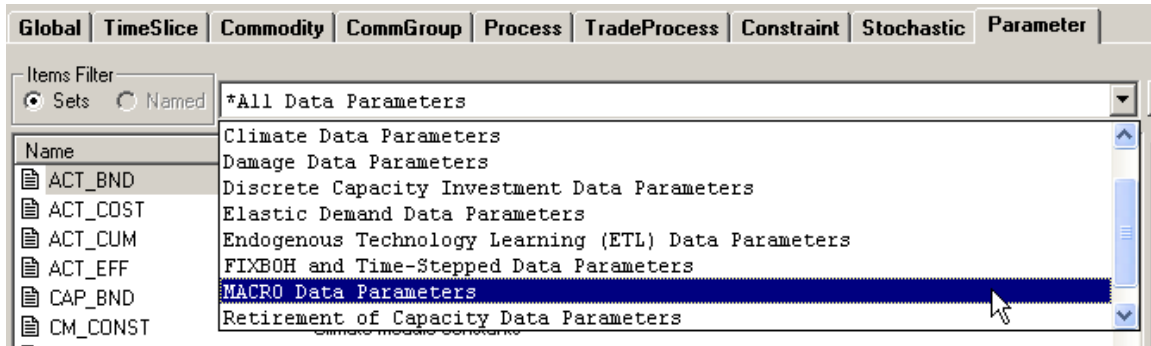 Global TimeSlice Commodity CommGroup Process TradeProcess Constraint Stochastic Parameter
Items Filter
Sets Named *All Data Parameters
Name
ACT_BND
ACT_COST
ACT_CUM
ACT_EFF
CAP_BND
CM_CONST
Climate Data Parameters
Damage Data Parameters
Discrete Capacity Investment Data Parameters
Elastic Demand Data Parameters
Endogenous Technology Learning (ETL) Data Parameters
FIXBOH and Time-Stepped Data Parameters
MACRO Data Parameters
Retirement of Capacity Data Parameters